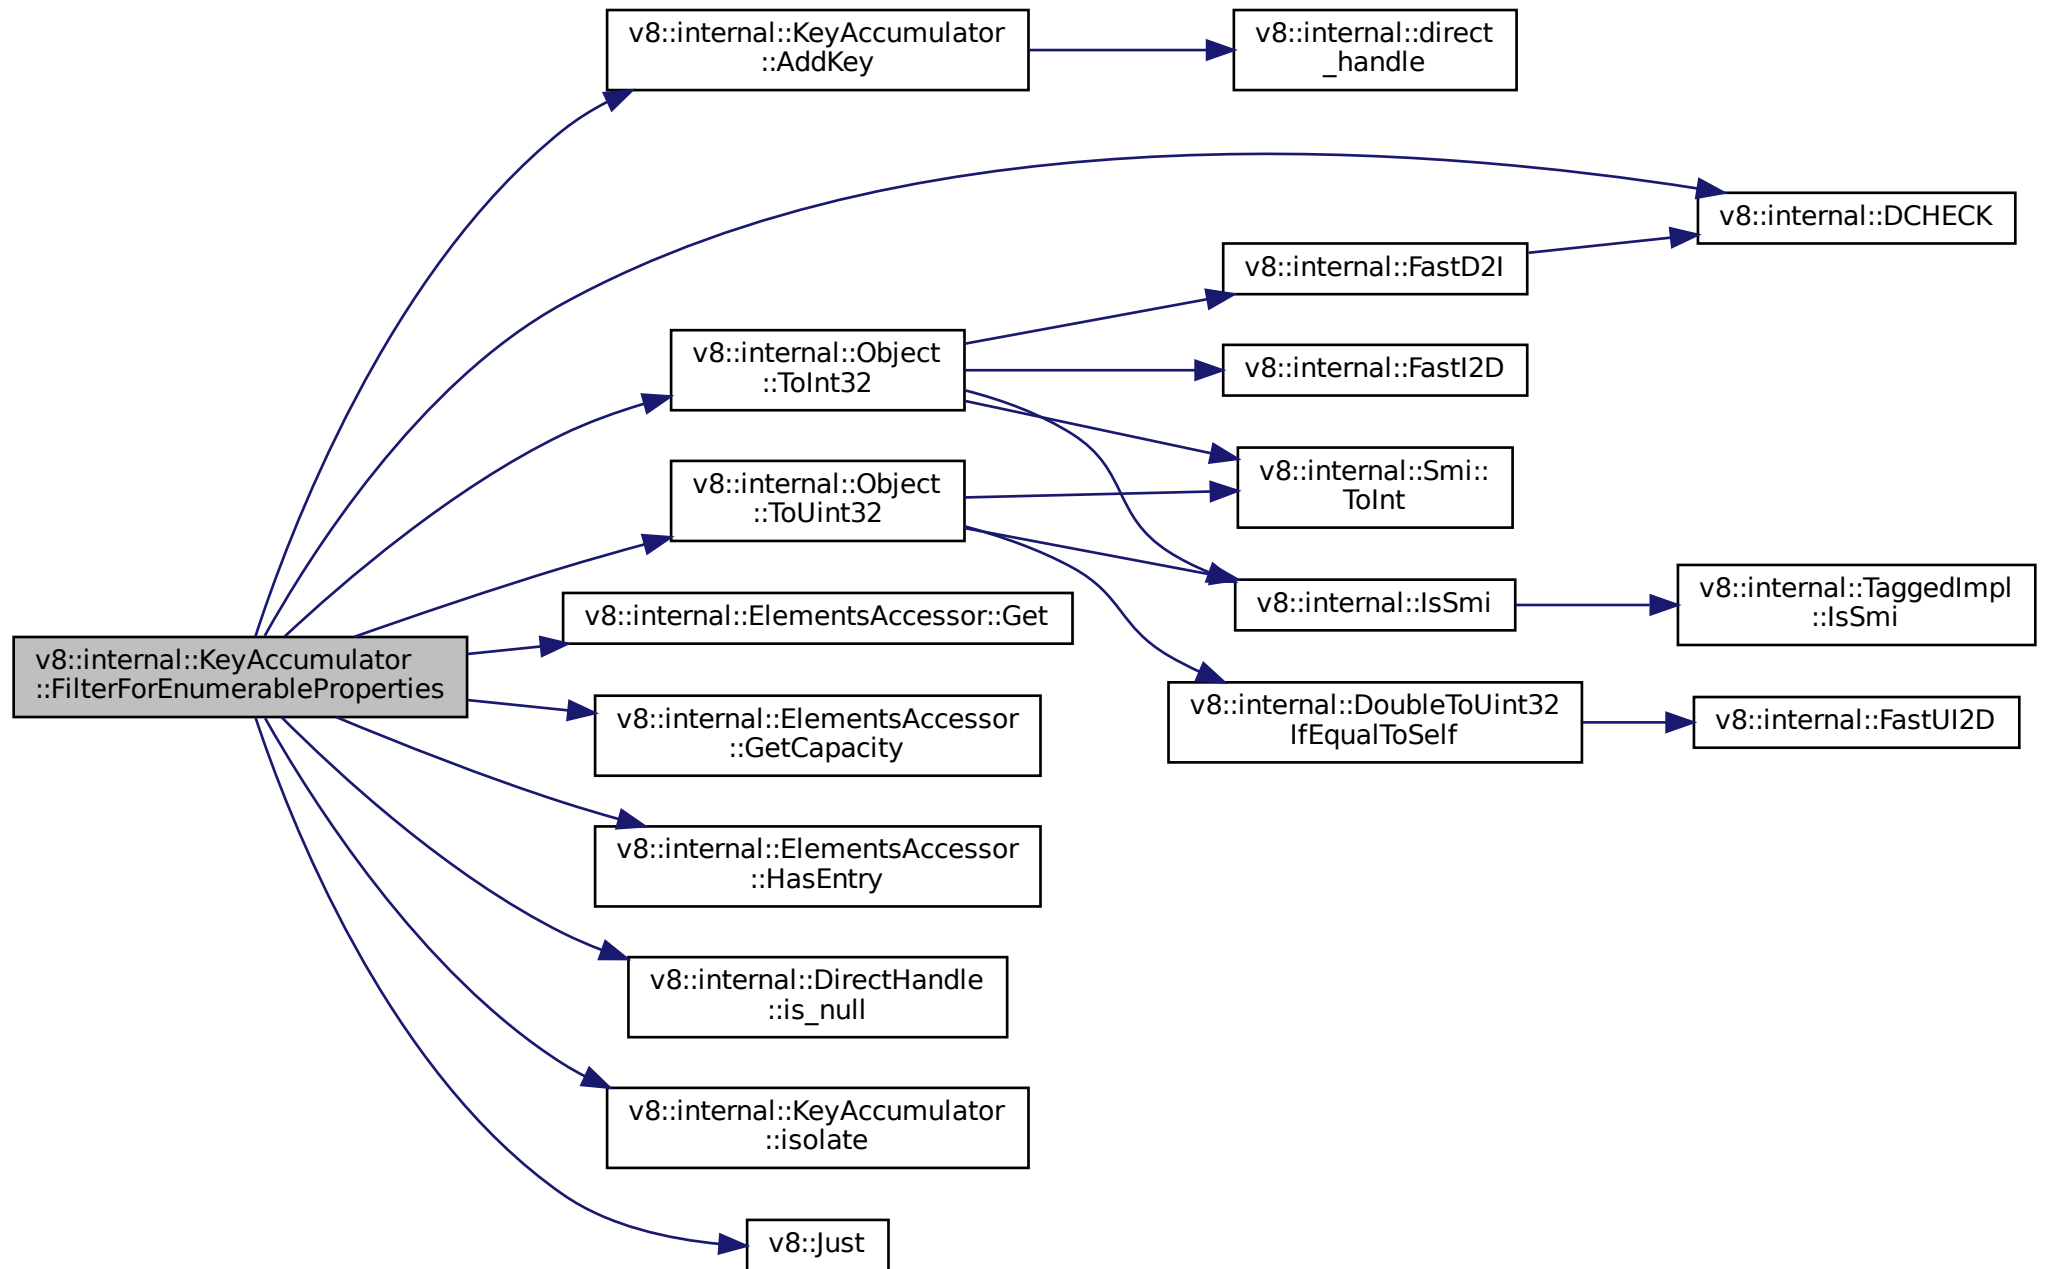 v8::internal::KeyAccumulator
::AddKey
v8::internal::direct
_handle
v8::internal::DCHECK
v8::internal::FastD2I
v8::internal::Object
::ToInt32
v8::internal::FastI2D
v8::internal::Smi::
ToInt
v8::internal::Object
::ToUint32
v8::internal::IsSmi
v8::internal::TaggedImpl
::IsSmi
v8::internal::ElementsAccessor::Get
v8::internal::KeyAccumulator
::FilterForEnumerableProperties
v8::internal::DoubleToUint32
IfEqualToSelf
v8::internal::FastUI2D
v8::internal::ElementsAccessor
::GetCapacity
v8::internal::ElementsAccessor
::HasEntry
v8::internal::DirectHandle
::is_null
v8::internal::KeyAccumulator
::isolate
v8::Just